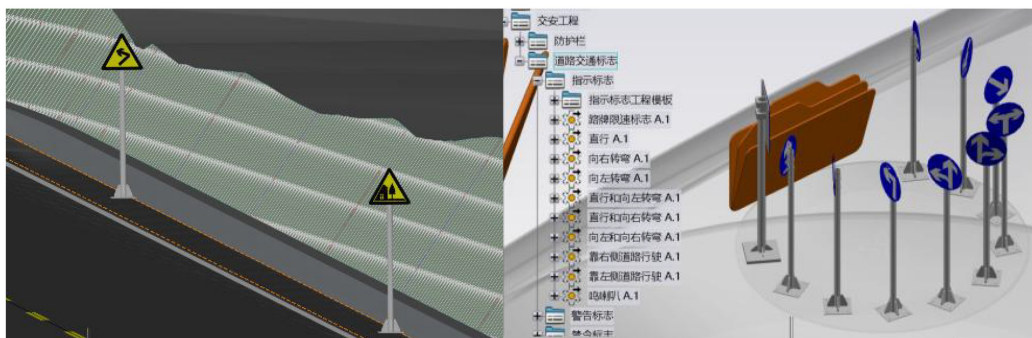 交安工程
防护栏
道路交通标志
指示标志
指示标志工程模板
路牌限速标志 A.1
直行 A.1
向右转弯 A.1
向左转弯 A.1
直行和向左转弯 A.1
直行和向右转弯 A.1
向左和向右转弯 A.1
靠右侧道路行驶 A.1
靠左侧道路行驶 A.1
鸣喇叭 A.1
警告标志
禁令标志